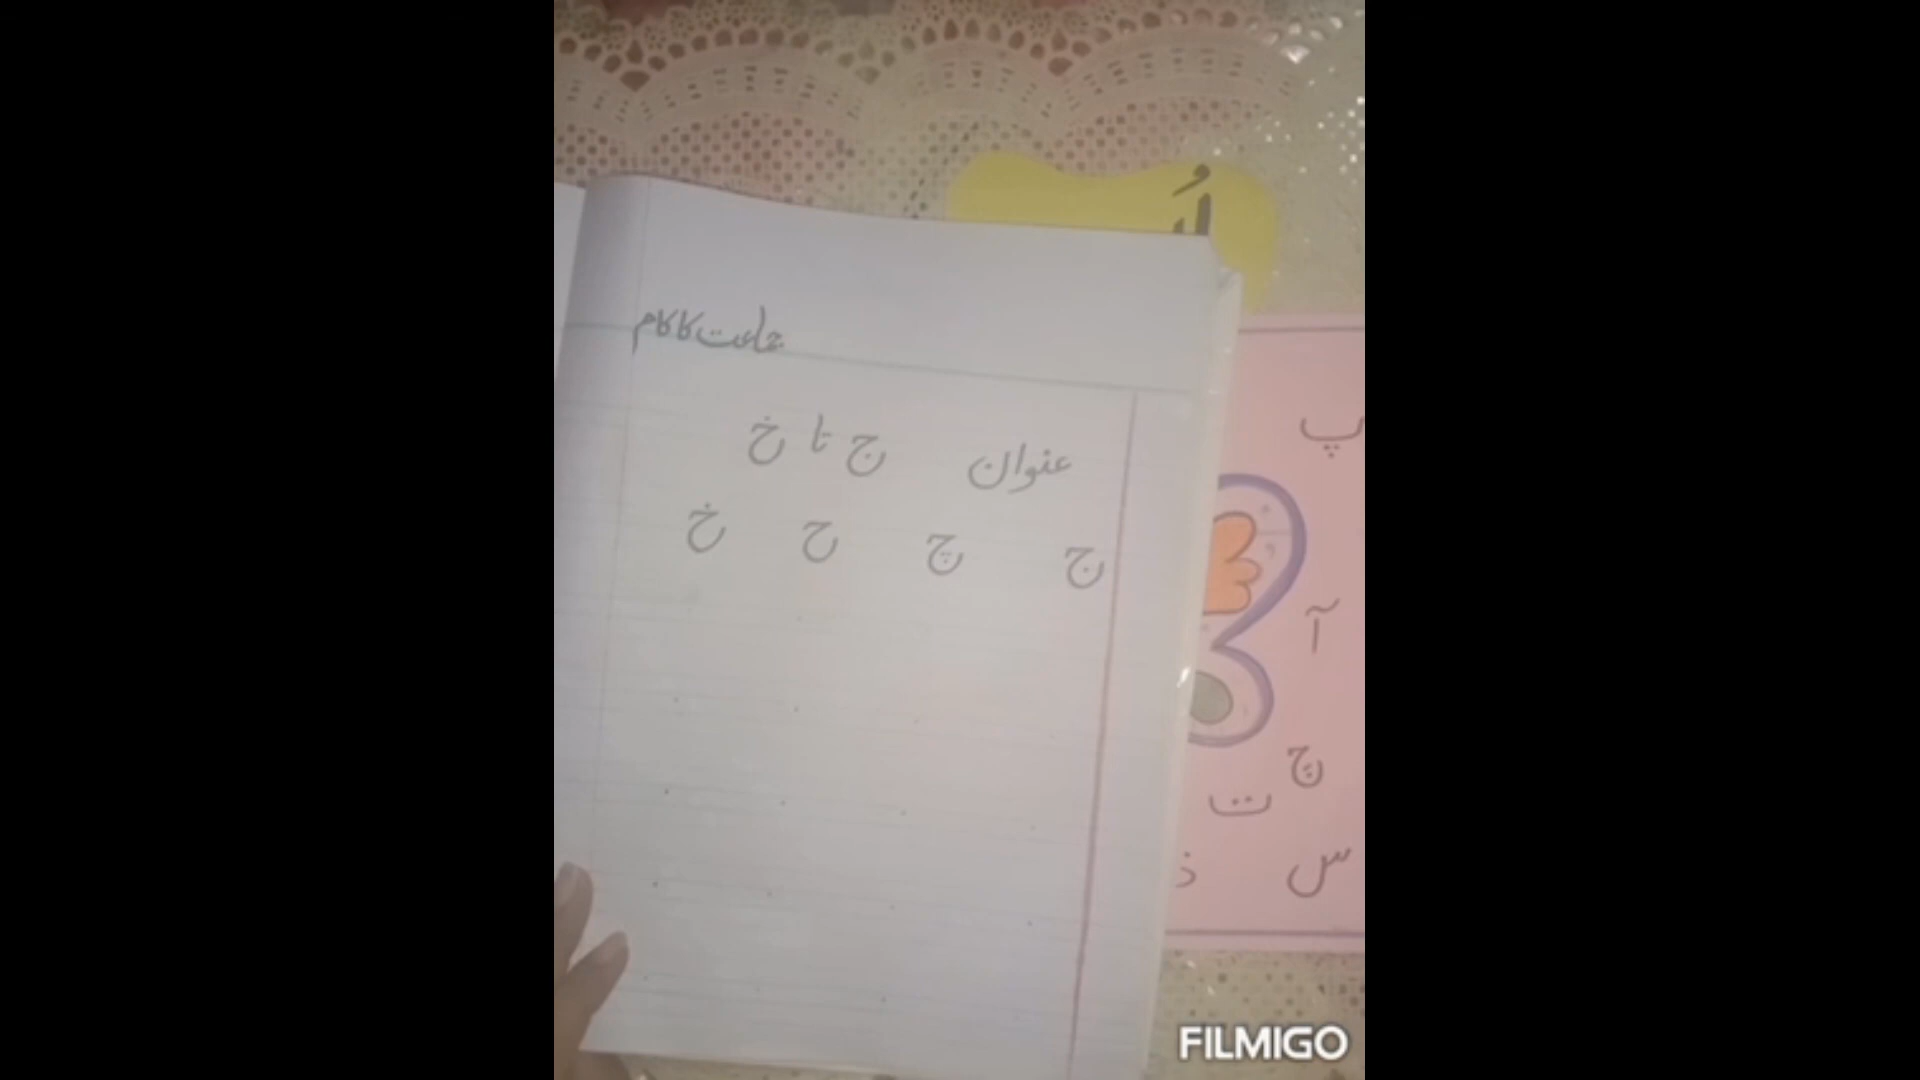 اُ
جماعت کا کام
عنوان ج تا خ
ج چ ح خ
پ
آ
چ
ت
س ذ
FILMIGO